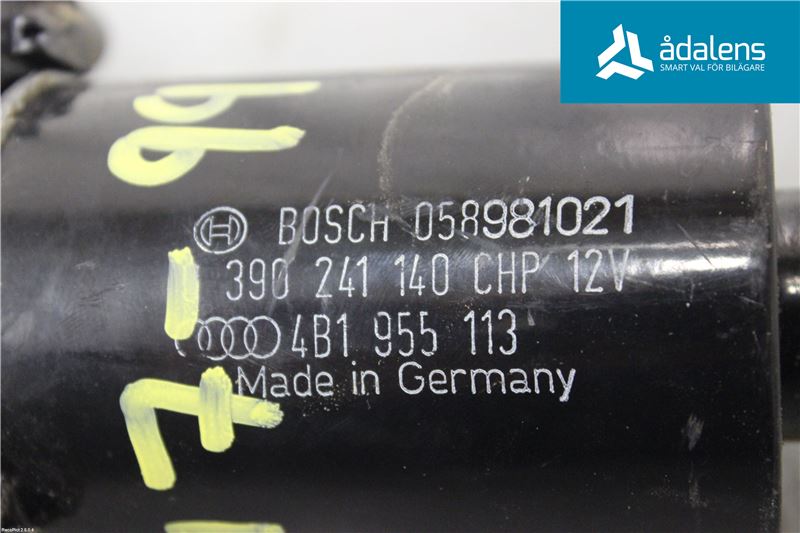 ådalens
SMART VAL FÖR BILÄGARE
BOSCH 058981021
390 241 140 CHP 12V
4B1 955 113
Made in Germany